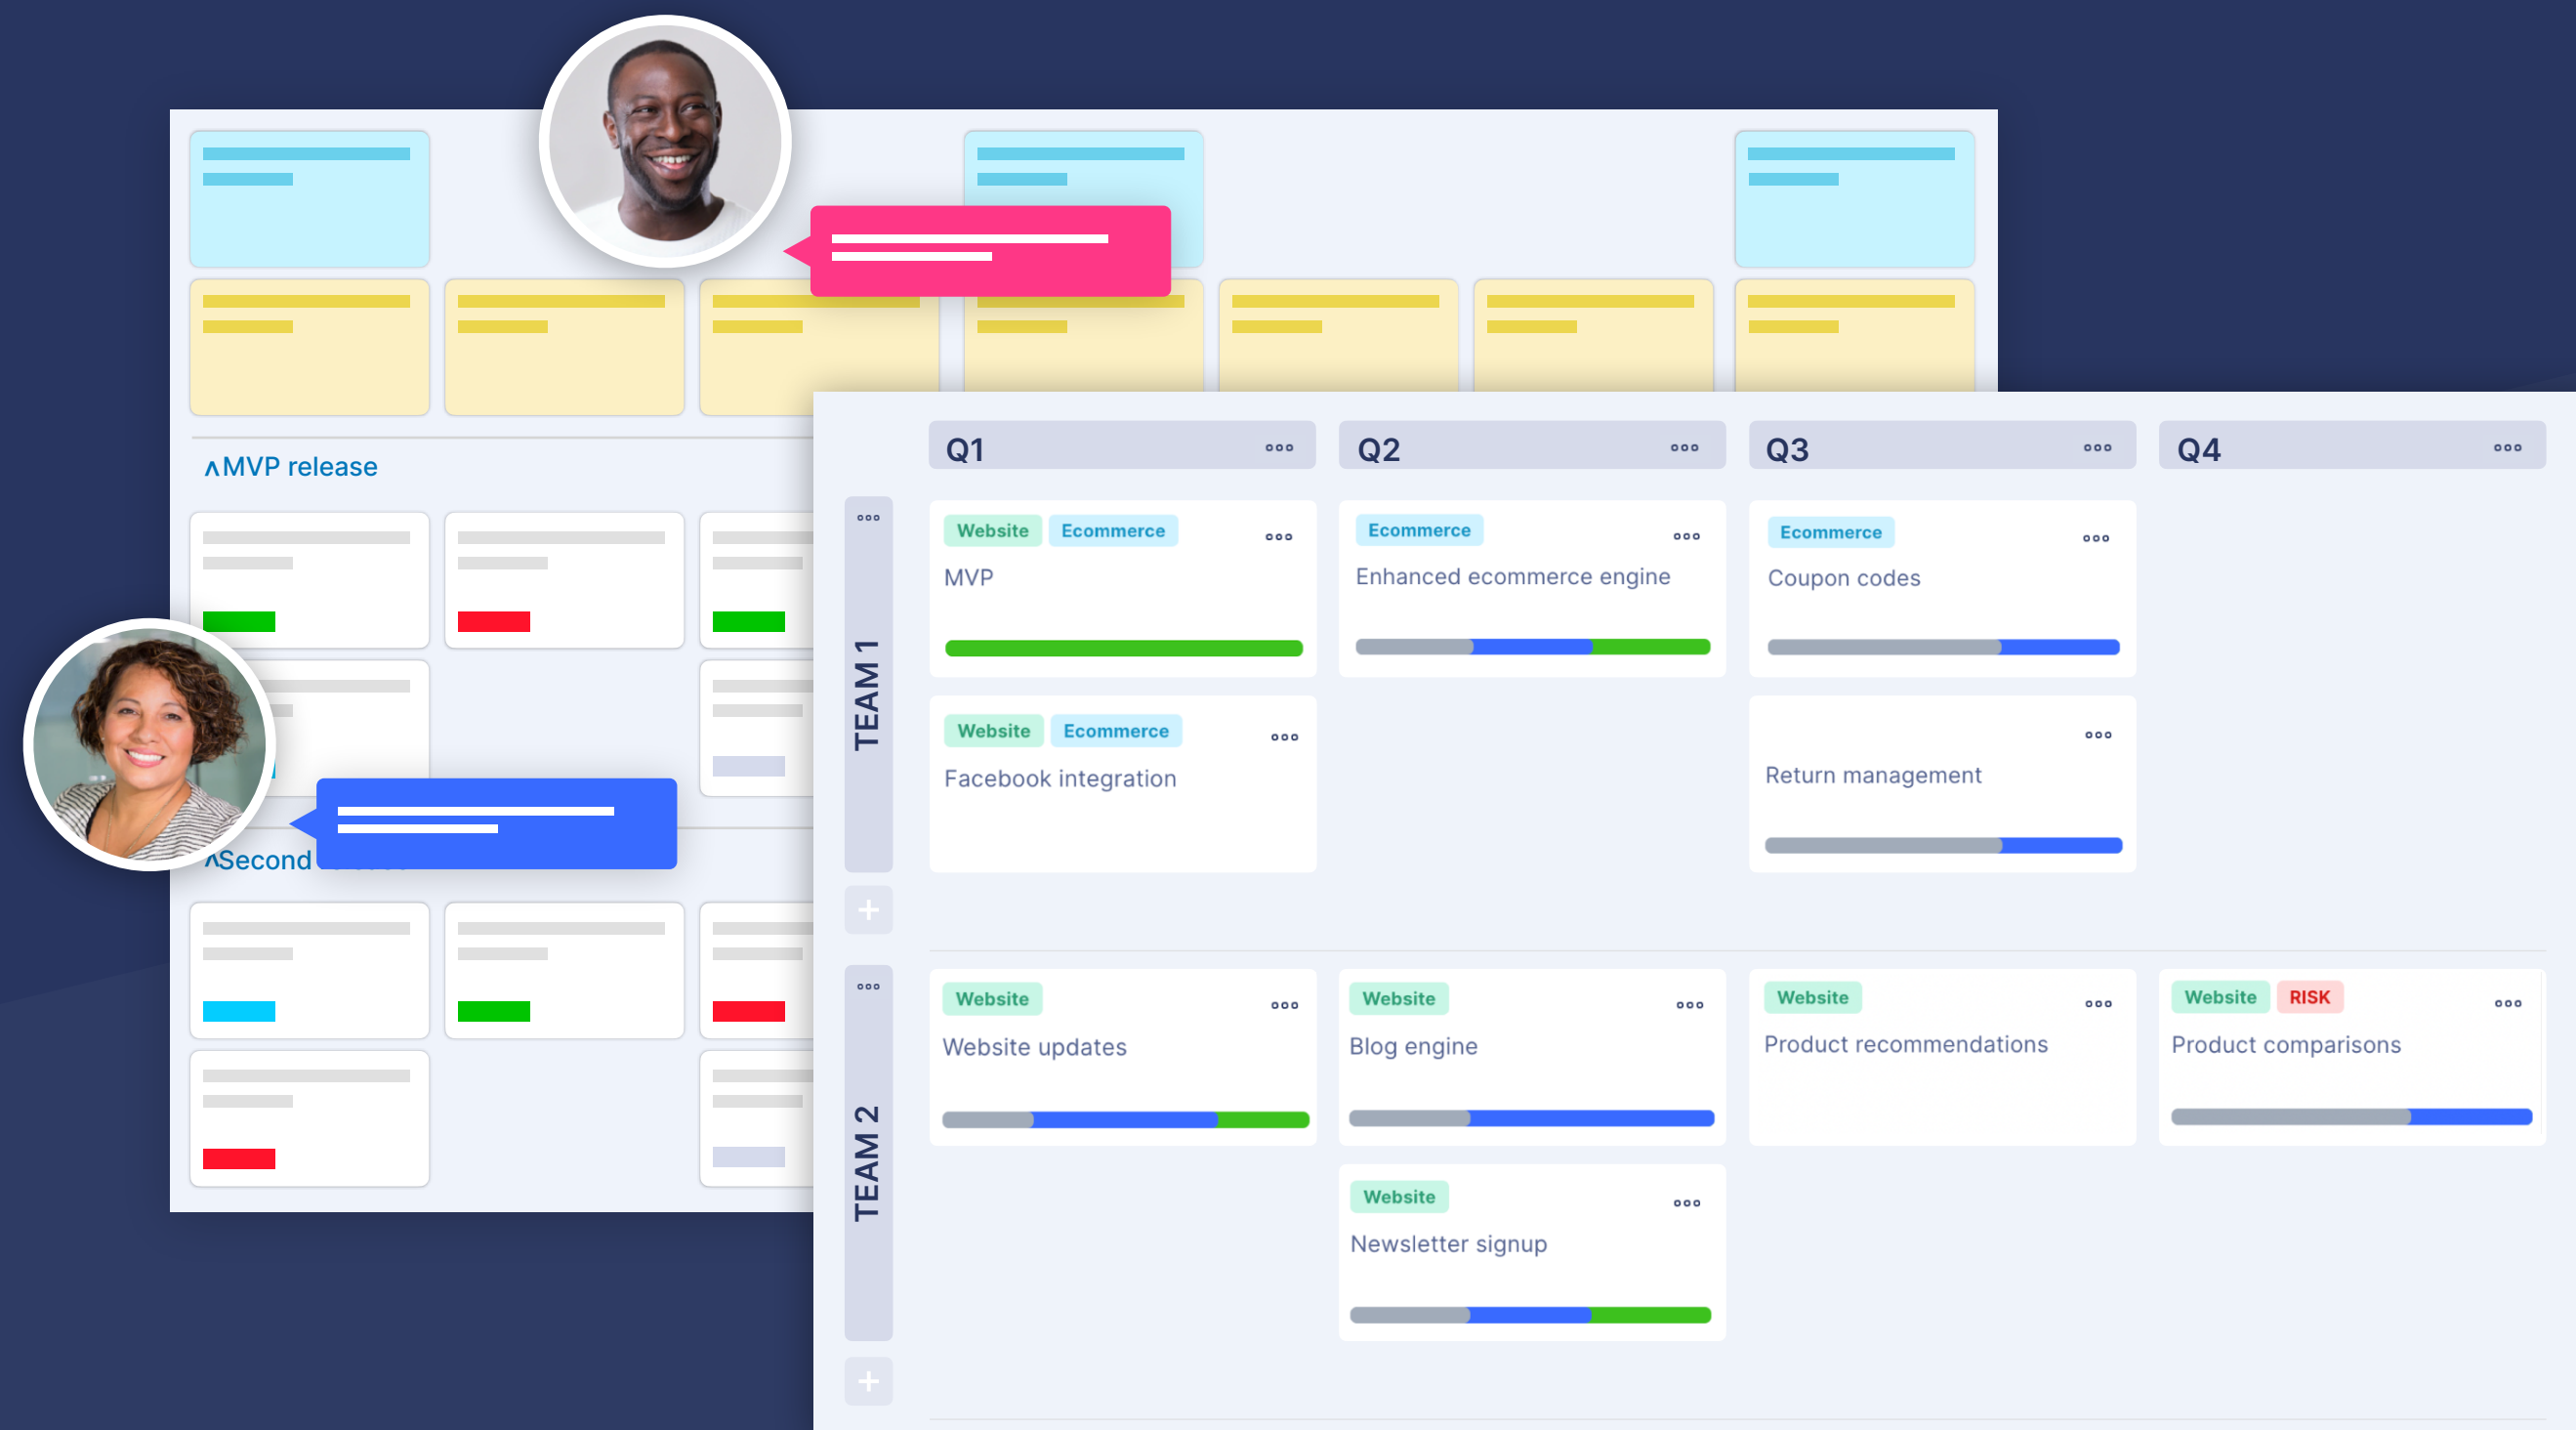 MVP release
Second
Q1
Q2
Q3
Q4
TEAM 1
Website Ecommerce
MVP
Ecommerce
Enhanced ecommerce engine
Ecommerce
Coupon codes
Website Ecommerce
Facebook integration
Return management
TEAM 2
Website
Website updates
Website
Blog engine
Website
Product recommendations
Website RISK
Product comparisons
Website
Newsletter signup